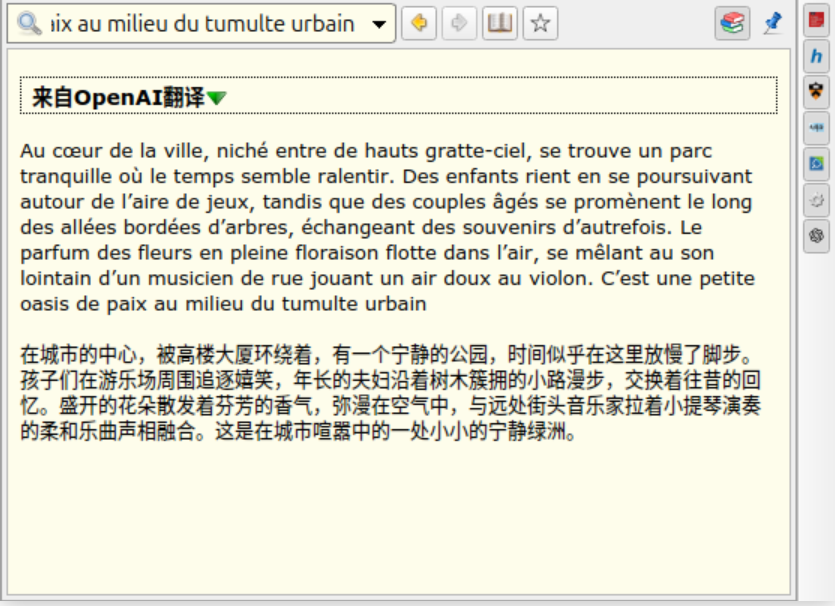 aix au milieu du tumulte urbain
来自OpenAI翻译
Au cœur de la ville, niché entre de hauts gratte-ciel, se trouve un parc
tranquille où le temps semble ralentir. Des enfants rient en se poursuivant
autour de l’aire de jeux, tandis que des couples âgés se promènent le long
des allées bordées d’arbres, échangeant des souvenirs d’autrefois. Le
parfum des fleurs en pleine floraison flotte dans l’air, se mêlant au son
lointain d’un musicien de rue jouant un air doux au violon. C’est une petite
oasis de paix au milieu du tumulte urbain
在城市的中心，被高楼大厦环绕着，有一个宁静的公园，时间似乎在这里放慢了脚步。
孩子们在游乐场周围追逐嬉笑，年长的夫妇沿着树木簇拥的小路漫步，交换着往昔的回
忆。盛开的花朵散发着芬芳的香气，弥漫在空气中，与远处街头音乐家拉着小提琴演奏
的柔和乐曲声相融合。这是在城市喧嚣中的一处小小的宁静绿洲。
h